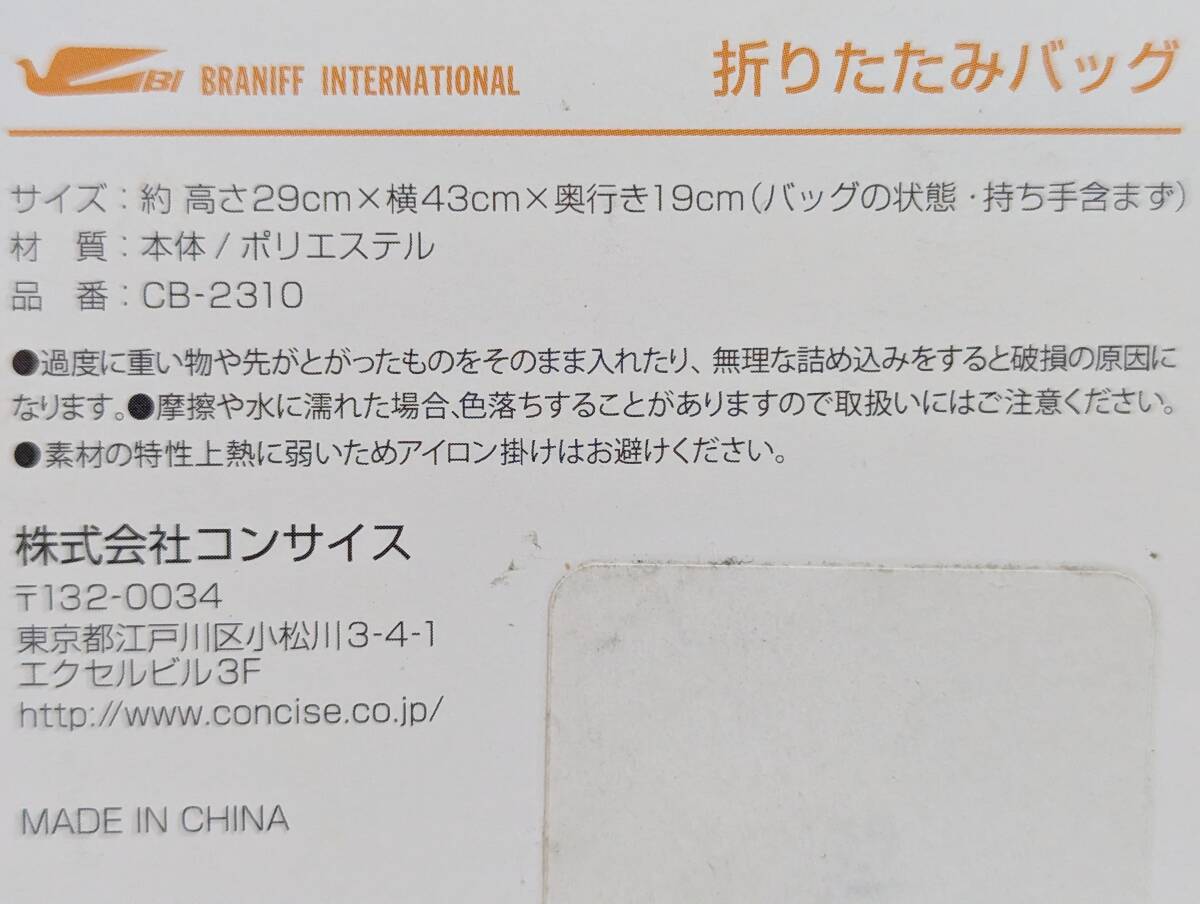 BI BRANIFF INTERNATIONAL 折りたたみバッグ
サイズ：約 高さ29cm×横43cm×奥行き19cm（バッグの状態・持ち手含まず）
材　質：本体/ポリエステル
品　番：CB-2310
●過度に重い物や先がとがったものをそのまま入れたり、無理な詰め込みをすると破損の原因に
なります。●摩擦や水に濡れた場合、色落ちすることがありますので取扱いにはご注意ください。
●素材の特性上熱に弱いためアイロン掛けはお避けください。
株式会社コンサイス
〒132-0034
東京都江戸川区小松川3-4-1
エクセルビル3F
http://www.concise.co.jp/
MADE IN CHINA